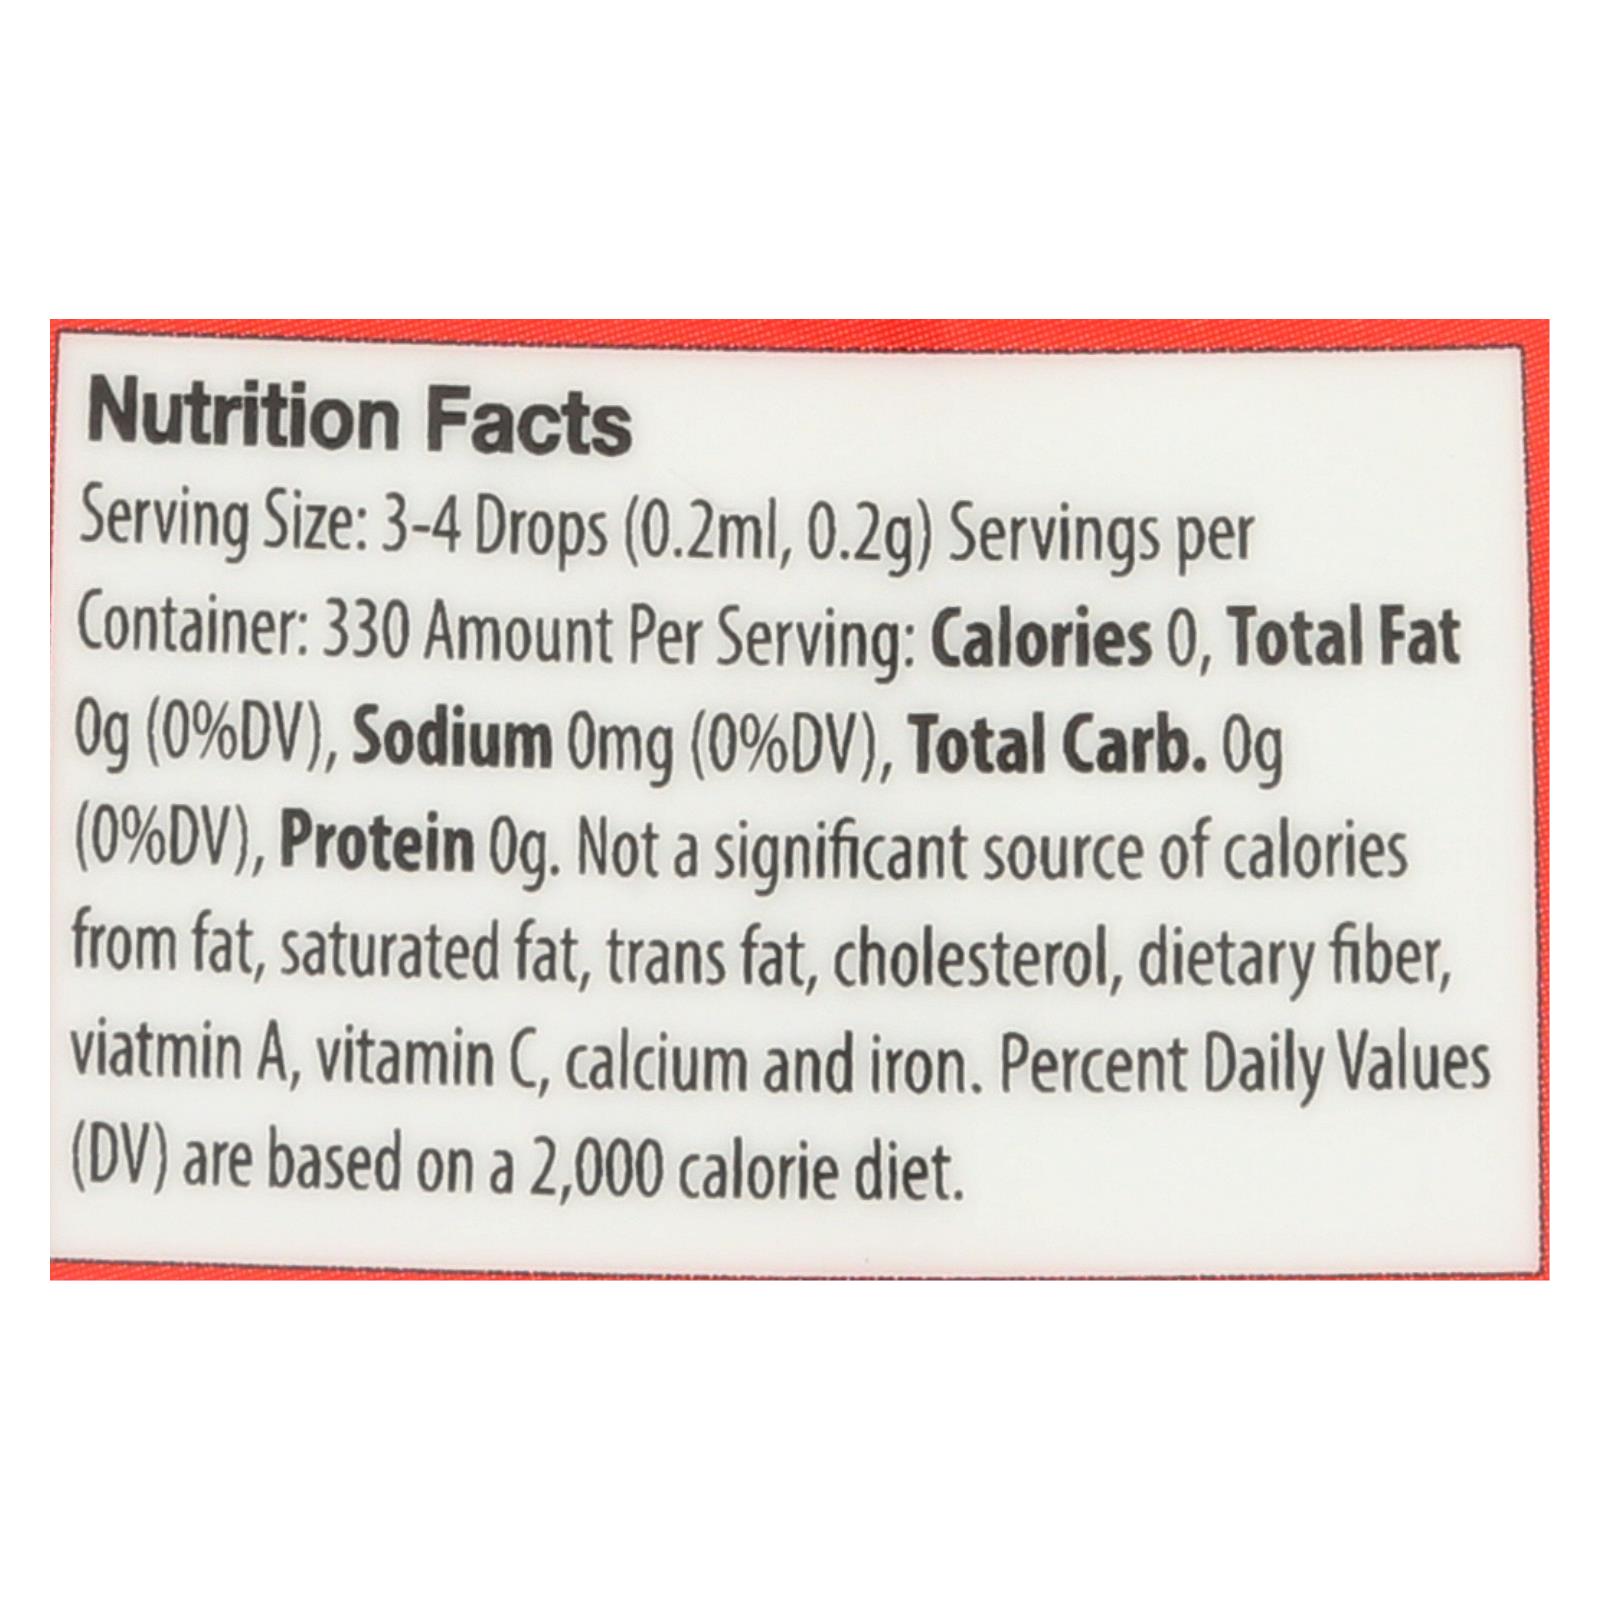 Nutrition Facts
Serving Size: 3-4 Drops (0.2ml, 0.2g) Servings per
Container: 330 Amount Per Serving: Calories 0, Total Fat
0g (0%DV), Sodium 0mg (0%DV), Total Carb. 0g
(0%DV), Protein 0g. Not a significant source of calories
from fat, saturated fat, trans fat, cholesterol, dietary fiber,
viatmin A, vitamin C, calcium and iron. Percent Daily Values
(DV) are based on a 2,000 calorie diet.